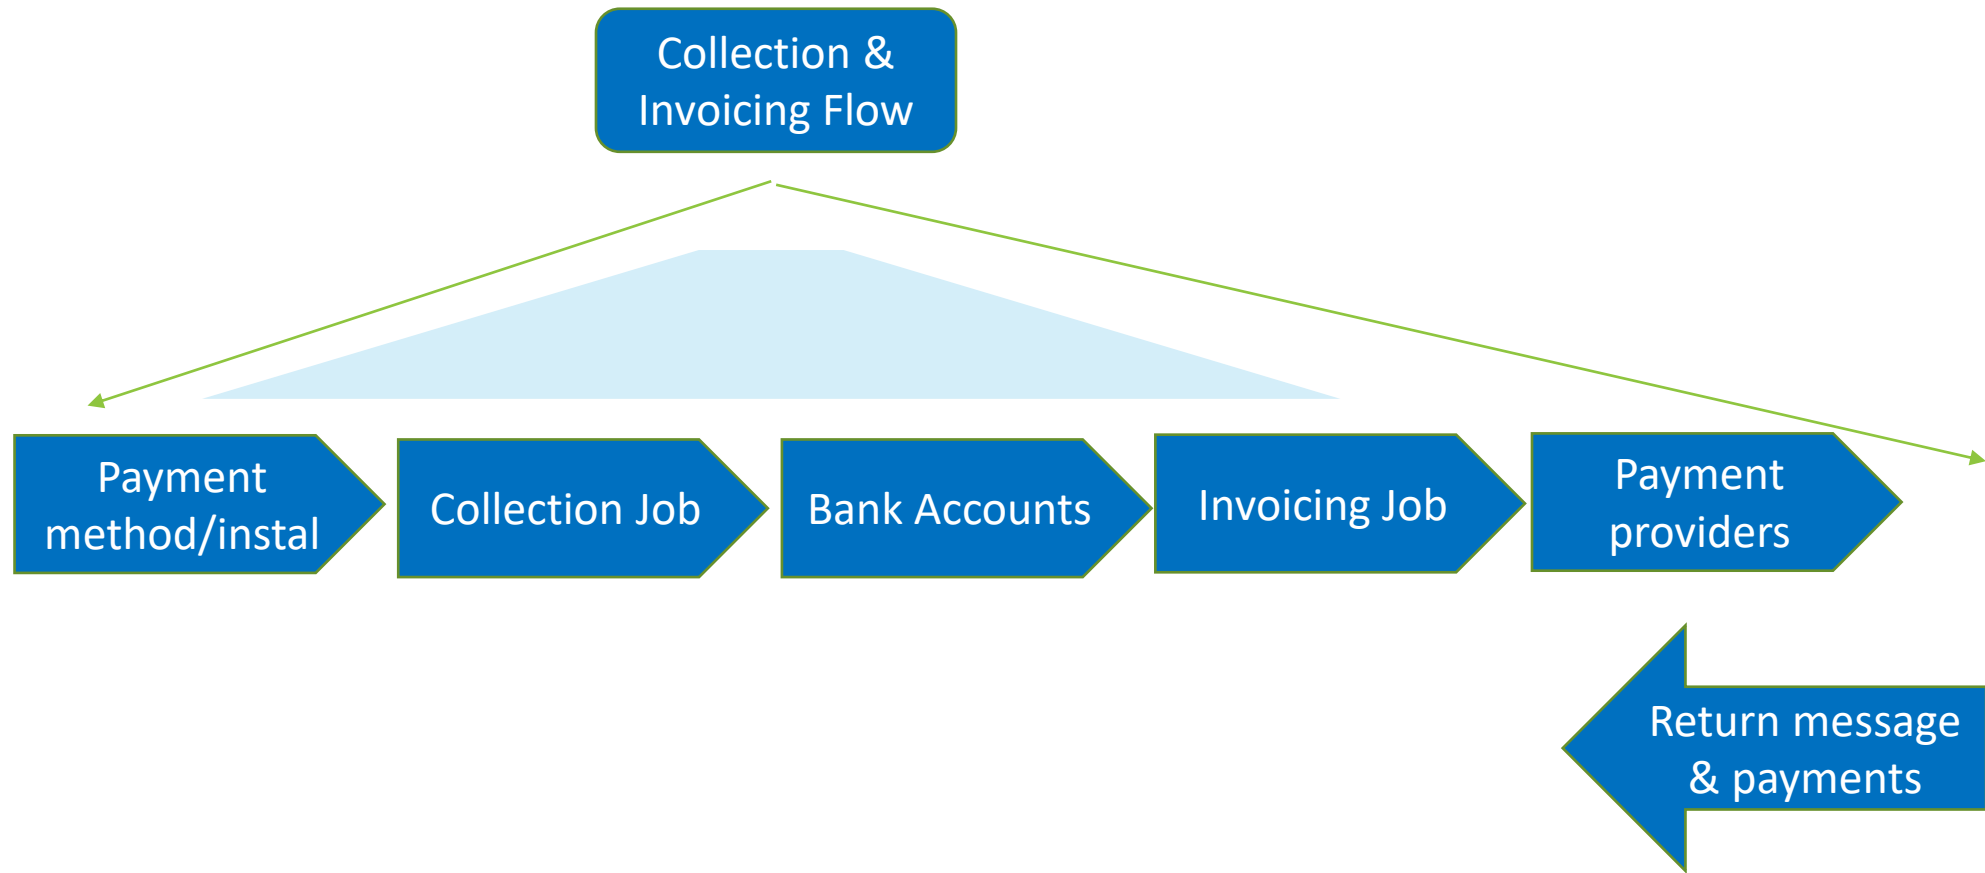 Collection &
Invoicing Flow
Payment
method/instal
Collection Job
Bank Accounts
Invoicing Job
Payment
providers
Return message
& payments